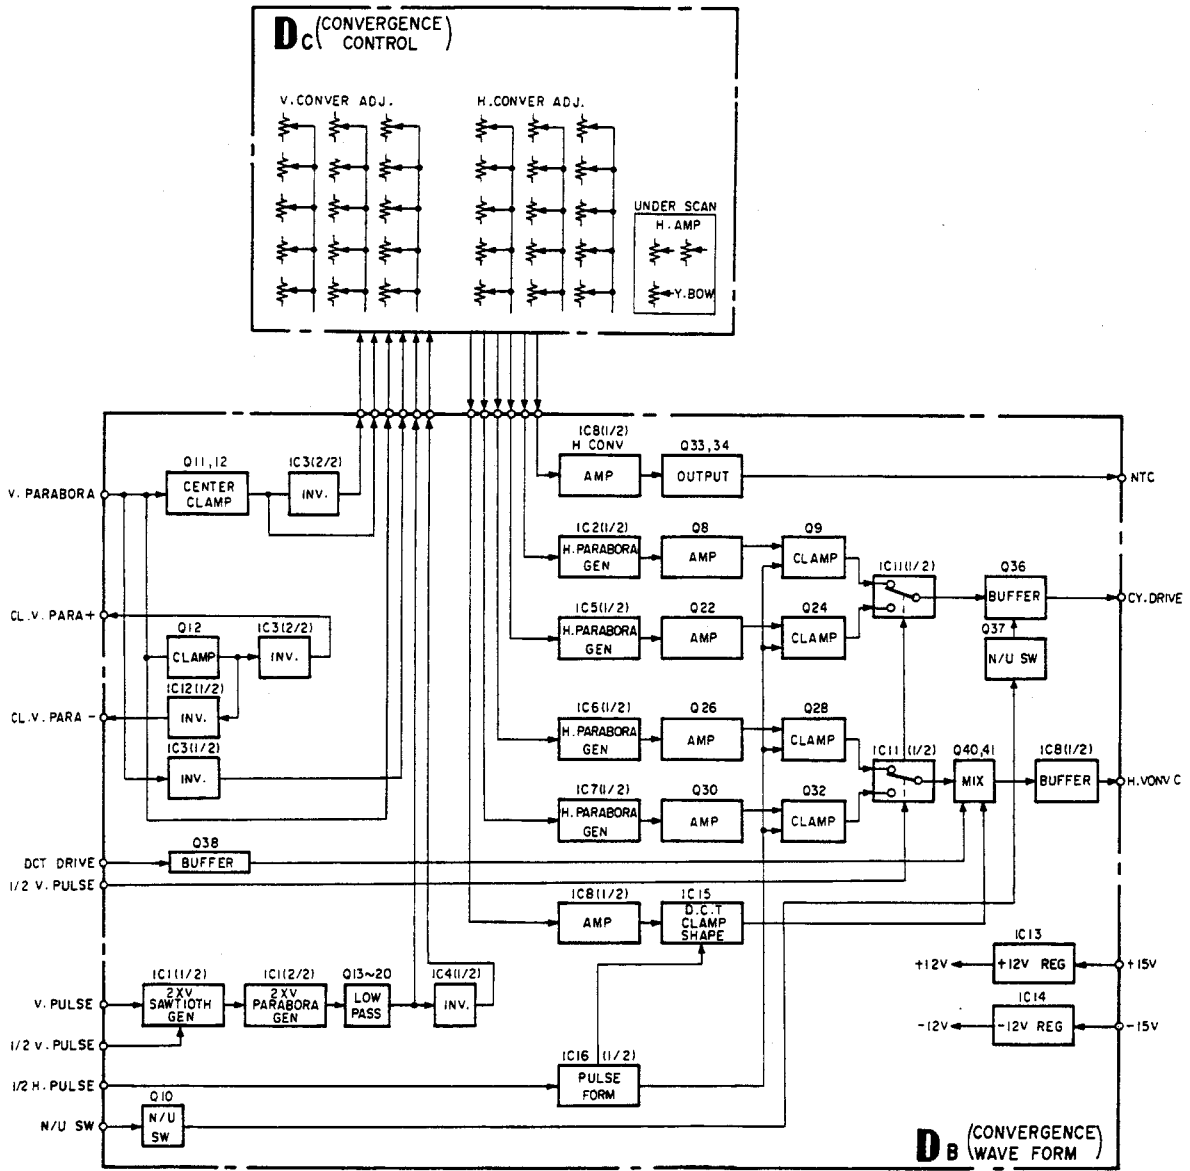 DC (CONVERGENCE CONTROL)
V.CONVER ADJ.
H.CONVER ADJ.
UNDER SCAN
H.AMP
Y.BOW
IC8(1/2)
H CONV
AMP
Q33,34
OUTPUT
NTC
Q11,12
CENTER
CLAMP
IC3(2/2)
INV.
V. PARABORA
IC2(1/2)
H.PARABORA
GEN
Q8
AMP
Q9
CLAMP
IC11(1/2)
Q36
BUFFER
CY.DRIVE
CL.V. PARA+
Q12
CLAMP
IC3(2/2)
INV.
IC5(1/2)
H.PARABORA
GEN
Q22
AMP
Q24
CLAMP
Q37
N/U SW
CL.V. PARA -
IC12(1/2)
INV.
IC3(1/2)
INV.
IC6(1/2)
H.PARABORA
GEN
Q26
AMP
Q28
CLAMP
IC11 (1/2)
Q40,41
MIX
IC8(1/2)
BUFFER
H.VONV C
IC7(1/2)
H.PARABORA
GEN
Q30
AMP
Q32
CLAMP
DCT DRIVE
Q38
BUFFER
1/2 V. PULSE
IC8(1/2)
AMP
IC15
D.C.T
CLAMP
SHAPE
IC13
+12V
+12V REG
+15V
IC14
-12V
-12V REG
-15V
V. PULSE
IC1(1/2)
2XV
SAWTIOTH
GEN
IC1(2/2)
2XV
PARABORA
GEN
Q13~20
LOW
PASS
IC4(1/2)
INV.
1/2 V. PULSE
IC16 (1/2)
PULSE
FORM
1/2 H. PULSE
N/U SW
Q10
N/U
SW
DB (CONVERGENCE WAVE FORM)